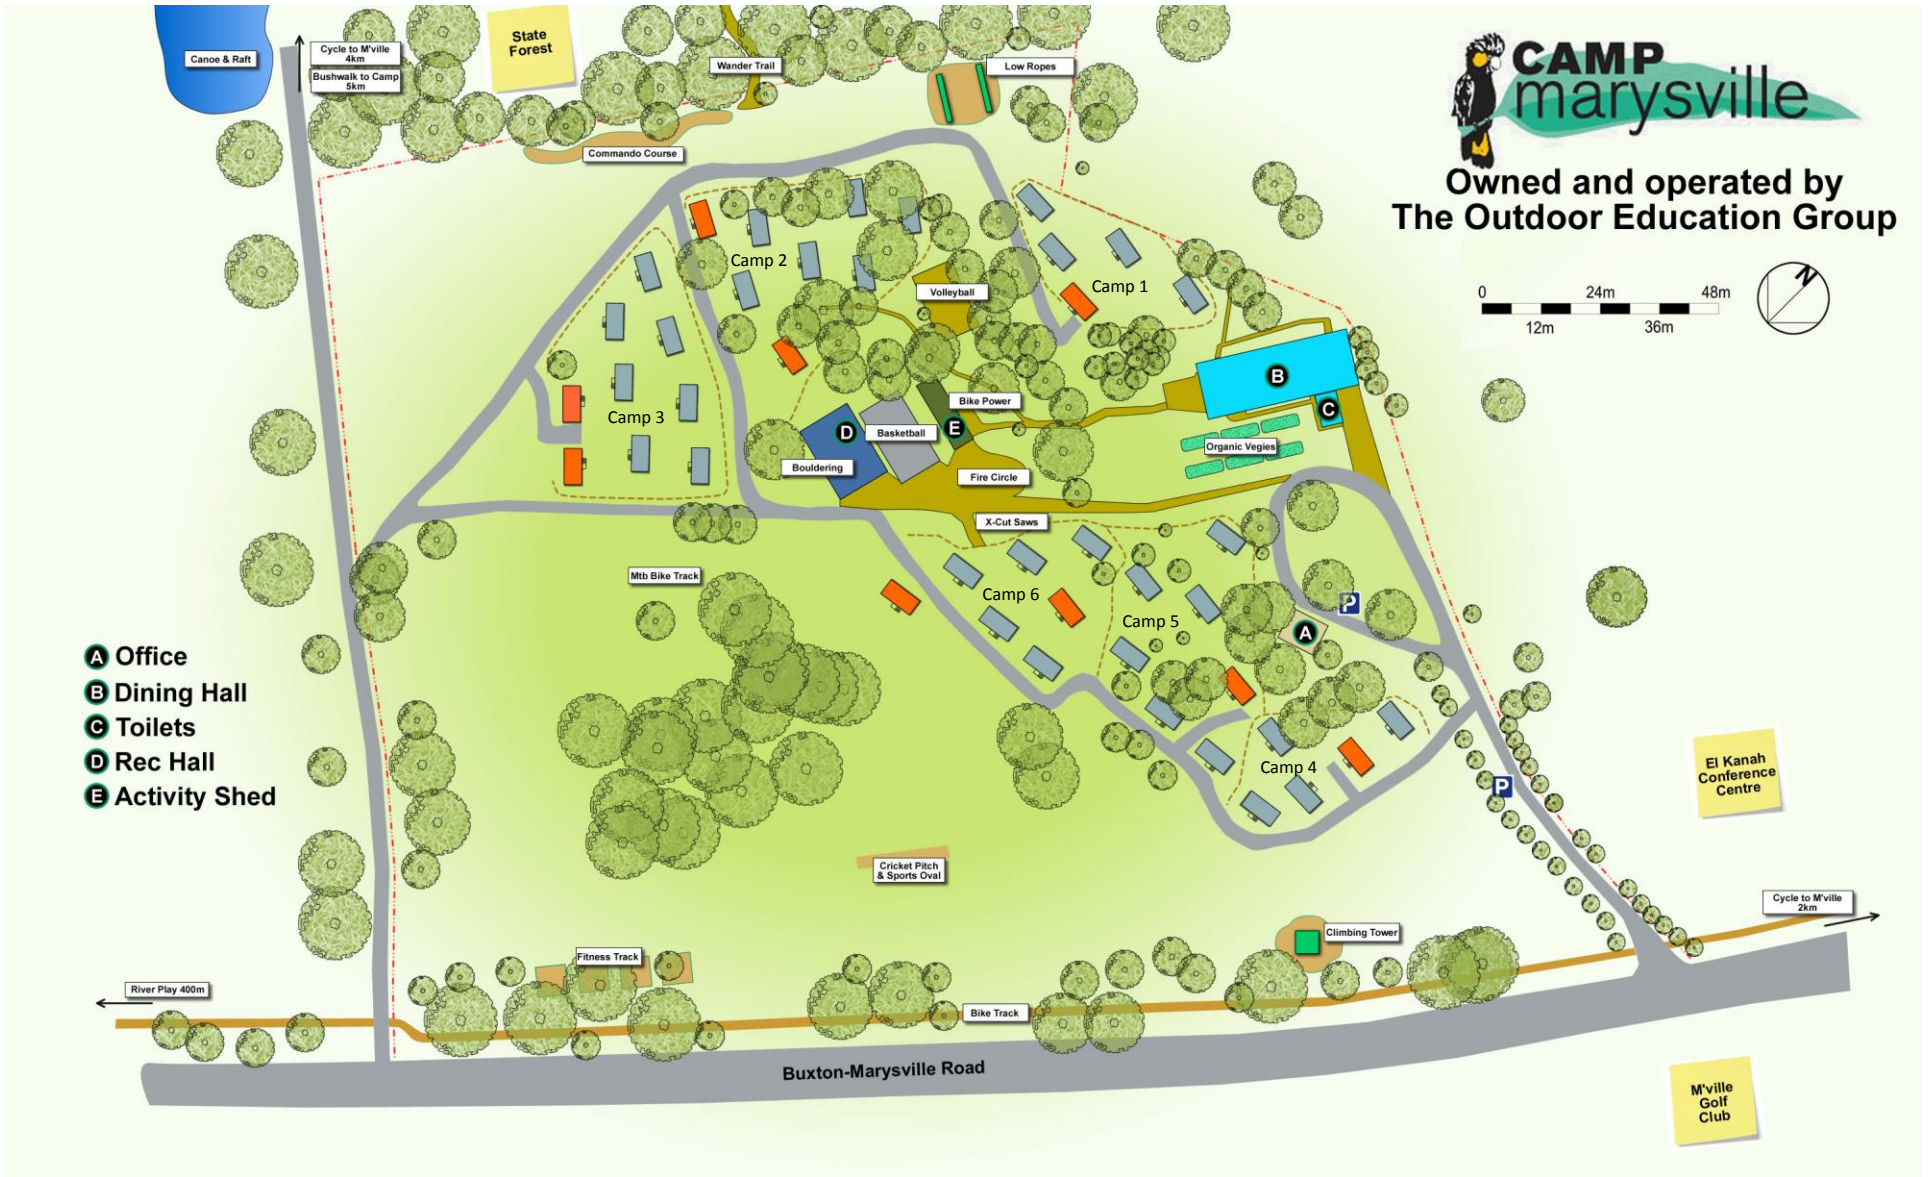 Canoe & Raft
Cycle to M'ville
4km
Bushwalk to Camp
5km
State
Forest
Wander Trail
Low Ropes
Commando Course
CAMP
marysville
Owned and operated by
The Outdoor Education Group
0
24m
48m
12m
36m
N
Camp 2
Camp 1
Volleyball
Camp 3
Bike Power
B
C
D
Basketball
E
Organic Vegies
Bouldering
Fire Circle
X-Cut Saws
Mtb Bike Track
Camp 6
Camp 5
P
A
Camp 4
P
A Office
B Dining Hall
C Toilets
D Rec Hall
E Activity Shed
El Kanah
Conference
Centre
Cricket Pitch
& Sports Oval
Cycle to M'ville
2km
Climbing Tower
Fitness Track
River Play 400m
Bike Track
Buxton-Marysville Road
M'ville
Golf
Club